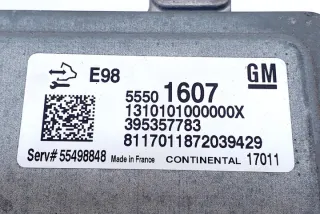 E98
GM
5550 1607
1310101000000X
395357783
8117011872039429
Serv# 55498848 Made in France CONTINENTAL 17011